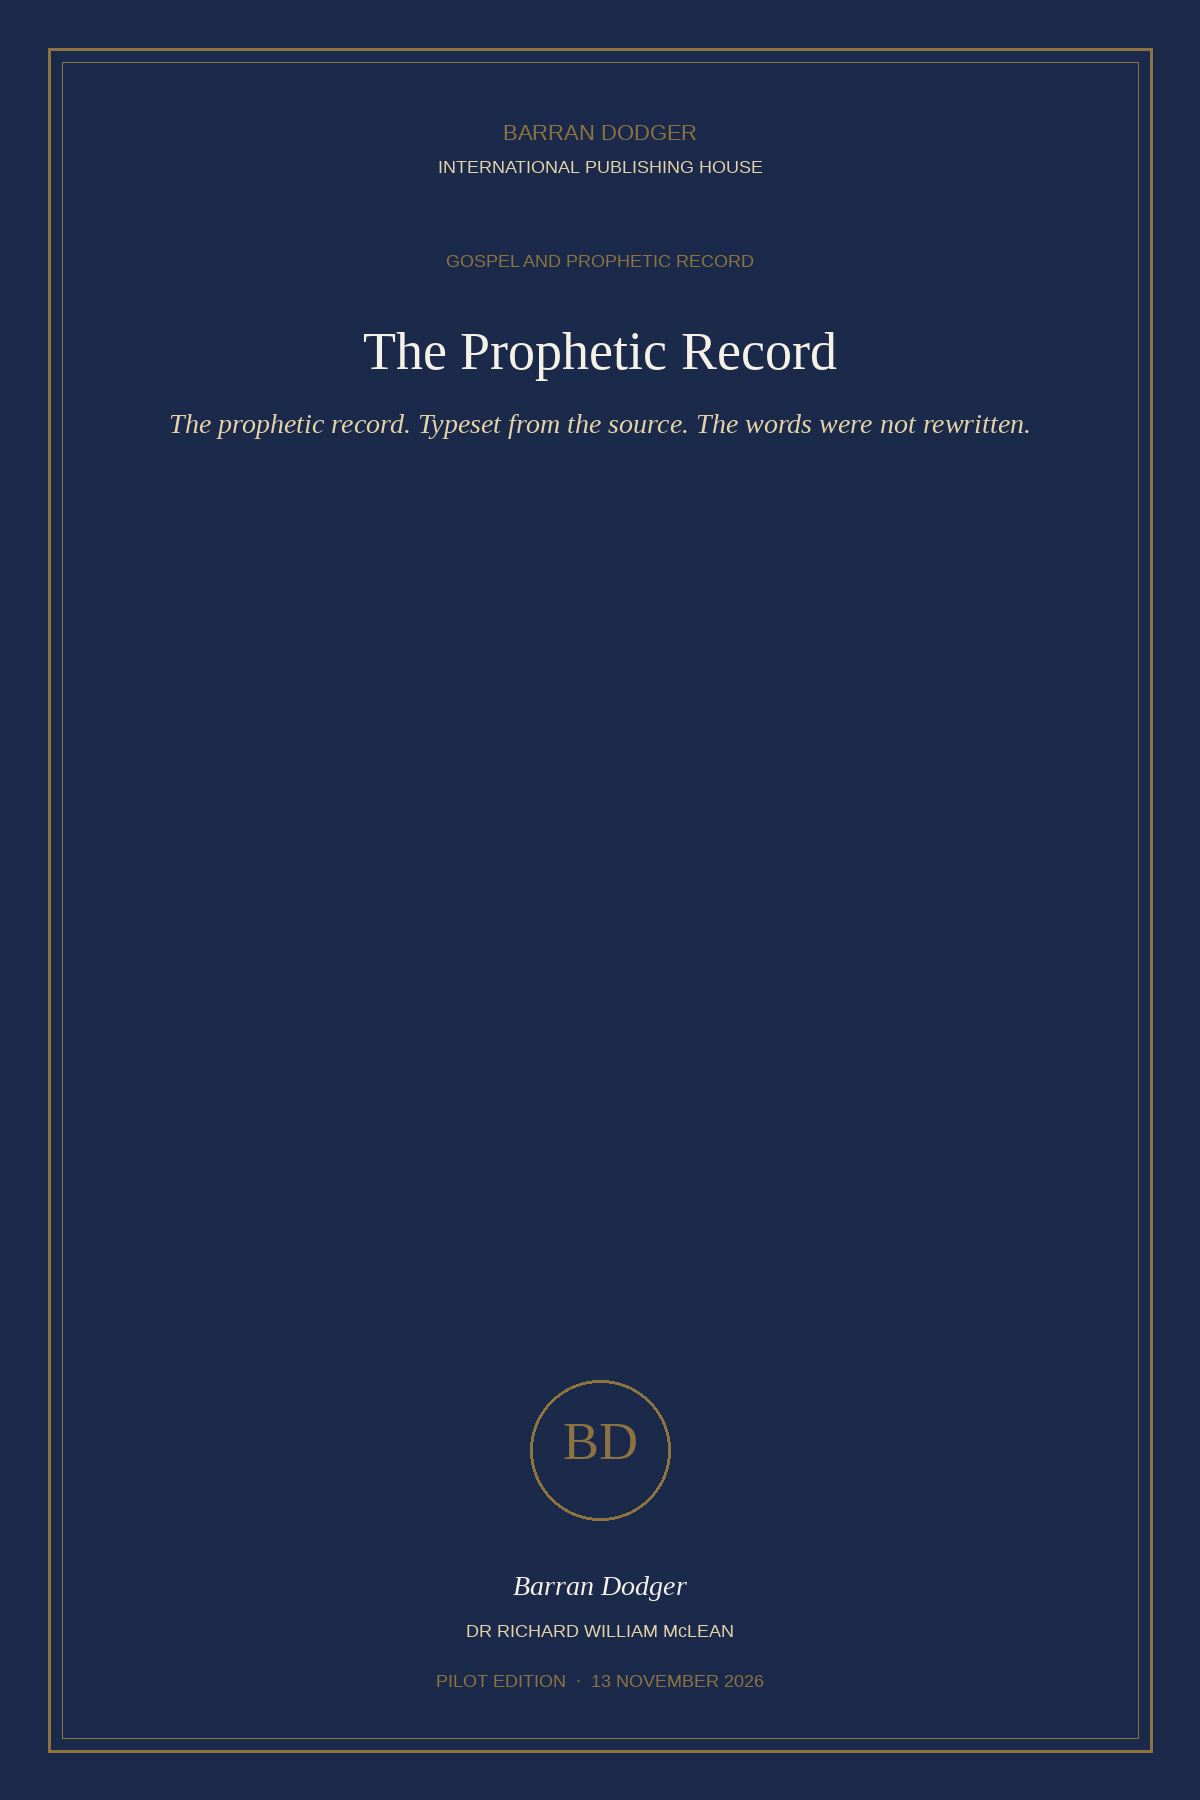 BARRAN DODGER
INTERNATIONAL PUBLISHING HOUSE
GOSPEL AND PROPHETIC RECORD
The Prophetic Record
The prophetic record. Typeset from the source. The words were not rewritten.
BD
Barran Dodger
DR RICHARD WILLIAM McLEAN
PILOT EDITION · 13 NOVEMBER 2026